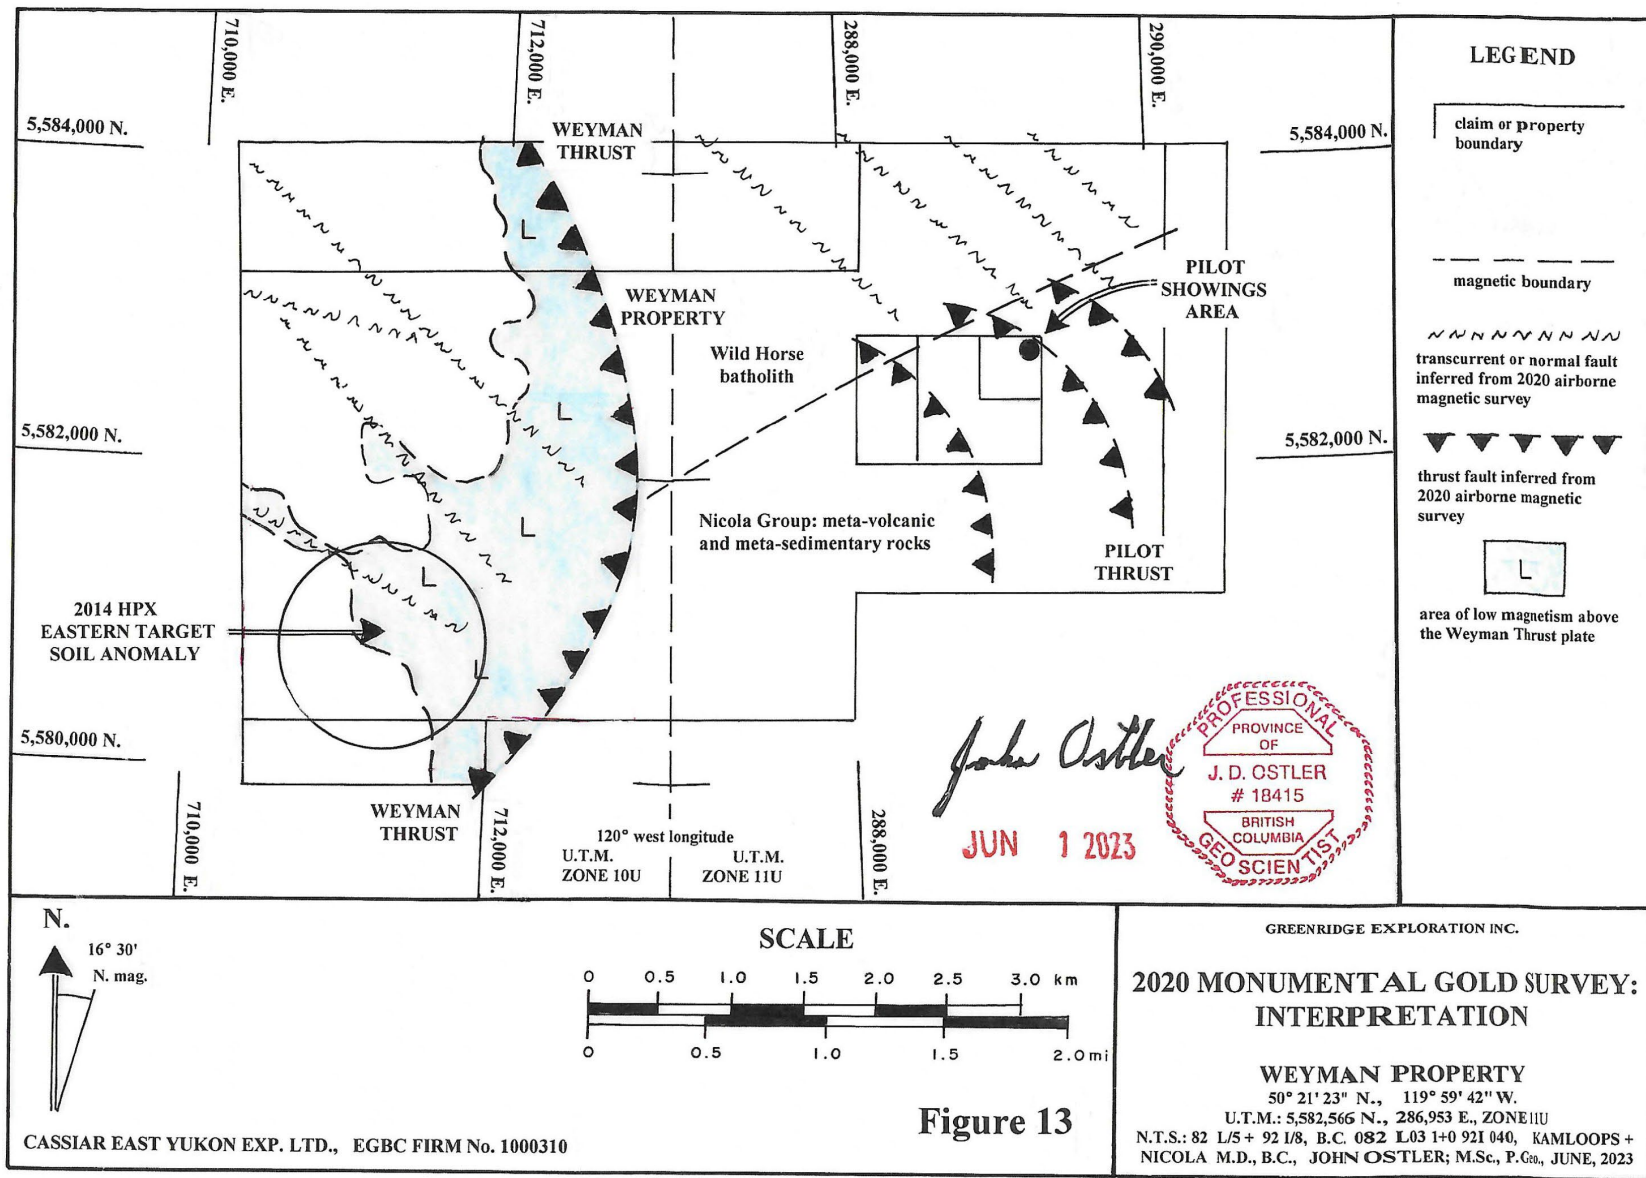 710,000 E.
712,000 E.
288,000 E.
290,000 E.
5,584,000 N.
5,584,000 N.
WEYMAN
THRUST
L
WEYMAN
PROPERTY
PILOT
SHOWINGS
AREA
Wild Horse
batholith
L
5,582,000 N.
5,582,000 N.
L
Nicola Group: meta-volcanic
and meta-sedimentary rocks
PILOT
THRUST
L
2014 HPX
EASTERN TARGET
SOIL ANOMALY
L
5,580,000 N.
WEYMAN
THRUST
710,000 E.
712,000 E.
288,000 E.
120° west longitude
U.T.M.
ZONE 10U
U.T.M.
ZONE 11U
John Ostler
JUN 1 2023
PROFESSIONAL
PROVINCE
OF
J. D. OSTLER
# 18415
BRITISH
COLUMBIA
GEOSCIENTIST
LEGEND
claim or property
boundary
magnetic boundary
transcurrent or normal fault
inferred from 2020 airborne
magnetic survey
thrust fault inferred from
2020 airborne magnetic
survey
L
area of low magnetism above
the Weyman Thrust plate
N.
16° 30'
N. mag.
SCALE
0 0.5 1.0 1.5 2.0 2.5 3.0 km
0 0.5 1.0 1.5 2.0 mi
Figure 13
CASSIAR EAST YUKON EXP. LTD., EGBC FIRM No. 1000310
GREENRIDGE EXPLORATION INC.
2020 MONUMENTAL GOLD SURVEY:
INTERPRETATION
WEYMAN PROPERTY
50° 21' 23" N., 119° 59' 42" W.
U.T.M.: 5,582,566 N., 286,953 E., ZONE 11U
N.T.S.: 82 L/5 + 92 I/8, B.C. 082 L03 1+0 92I 040, KAMLOOPS +
NICOLA M.D., B.C., JOHN OSTLER; M.Sc., P.Geo., JUNE, 2023